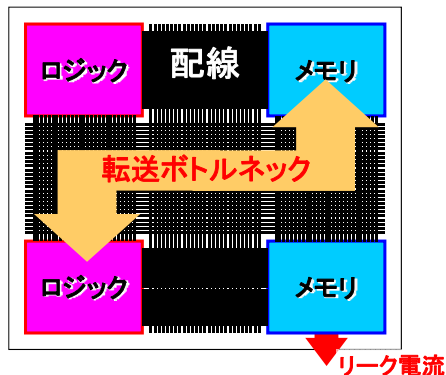 ロジック
配線
メモリ
転送ボトルネック
ロジック
メモリ
リーク電流